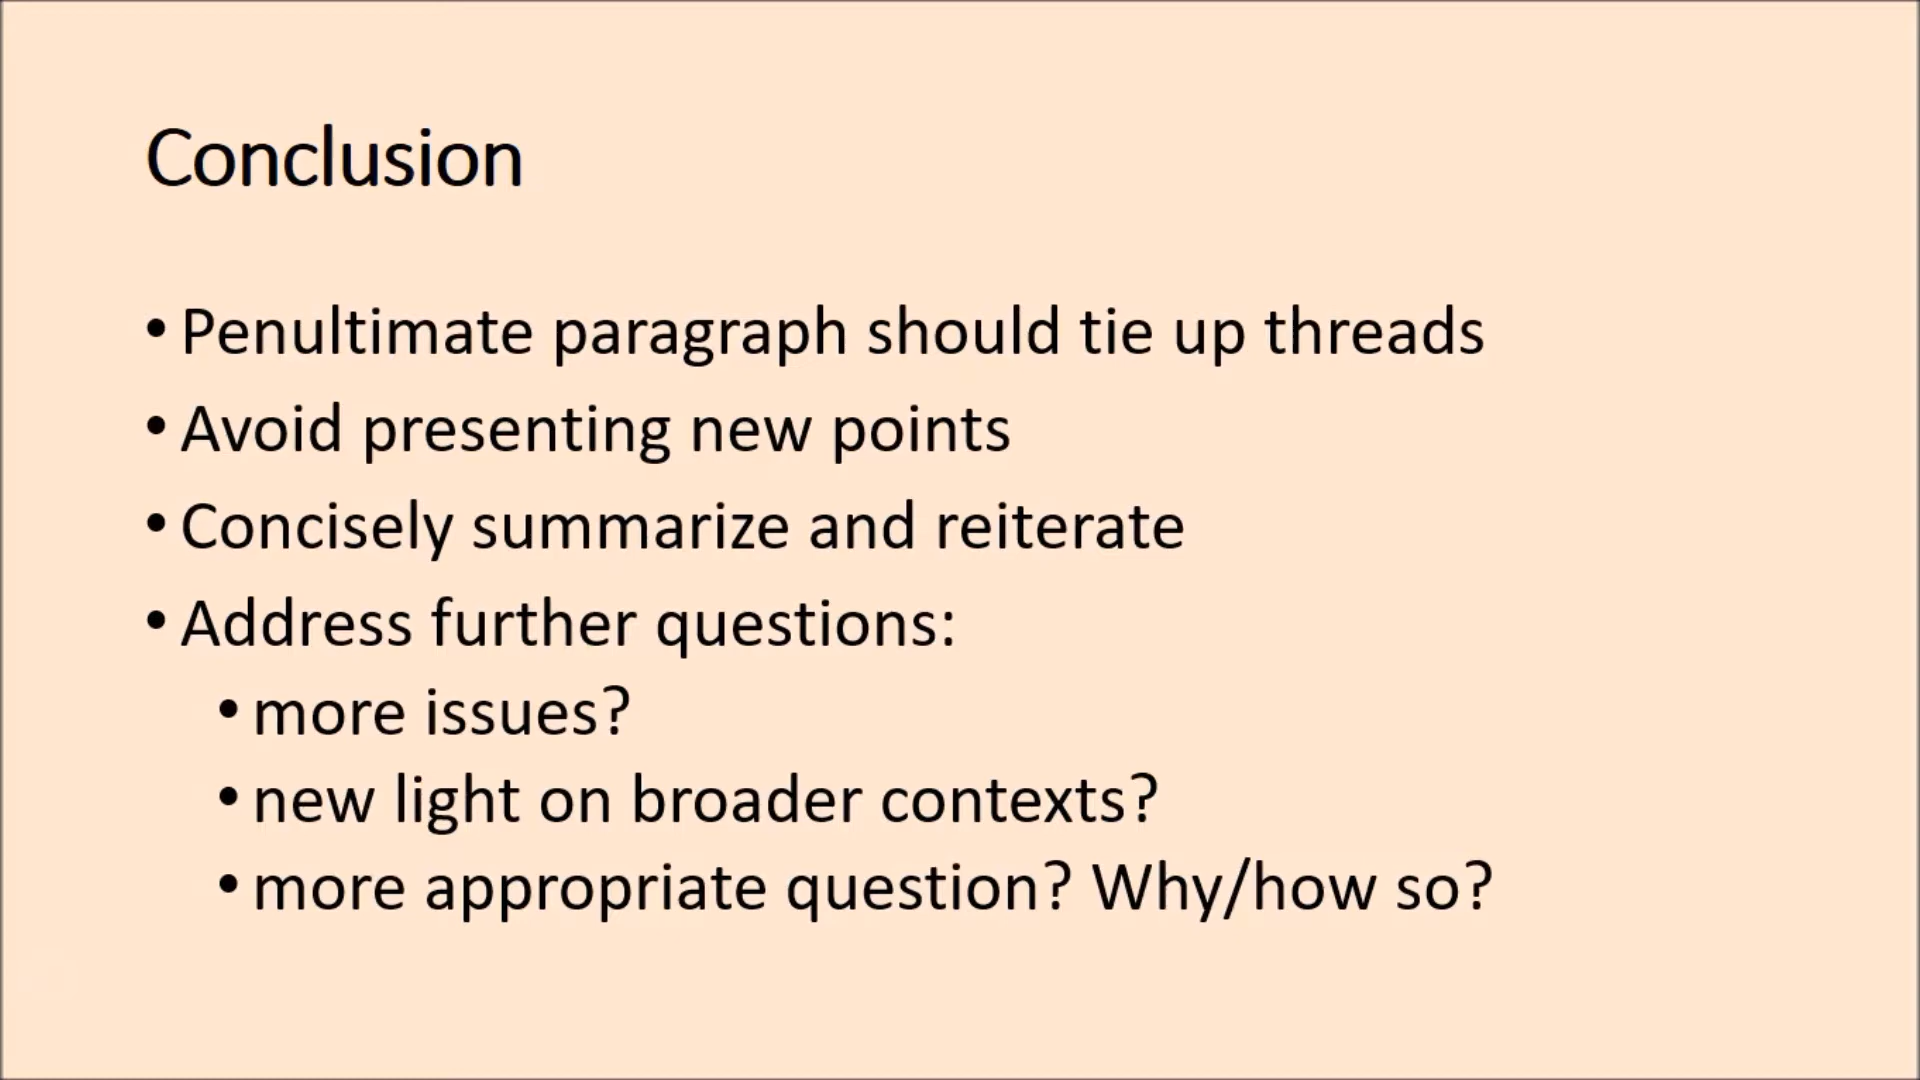 Conclusion
• Penultimate paragraph should tie up threads
• Avoid presenting new points
• Concisely summarize and reiterate
• Address further questions:
• more issues?
• new light on broader contexts?
• more appropriate question? Why/how so?